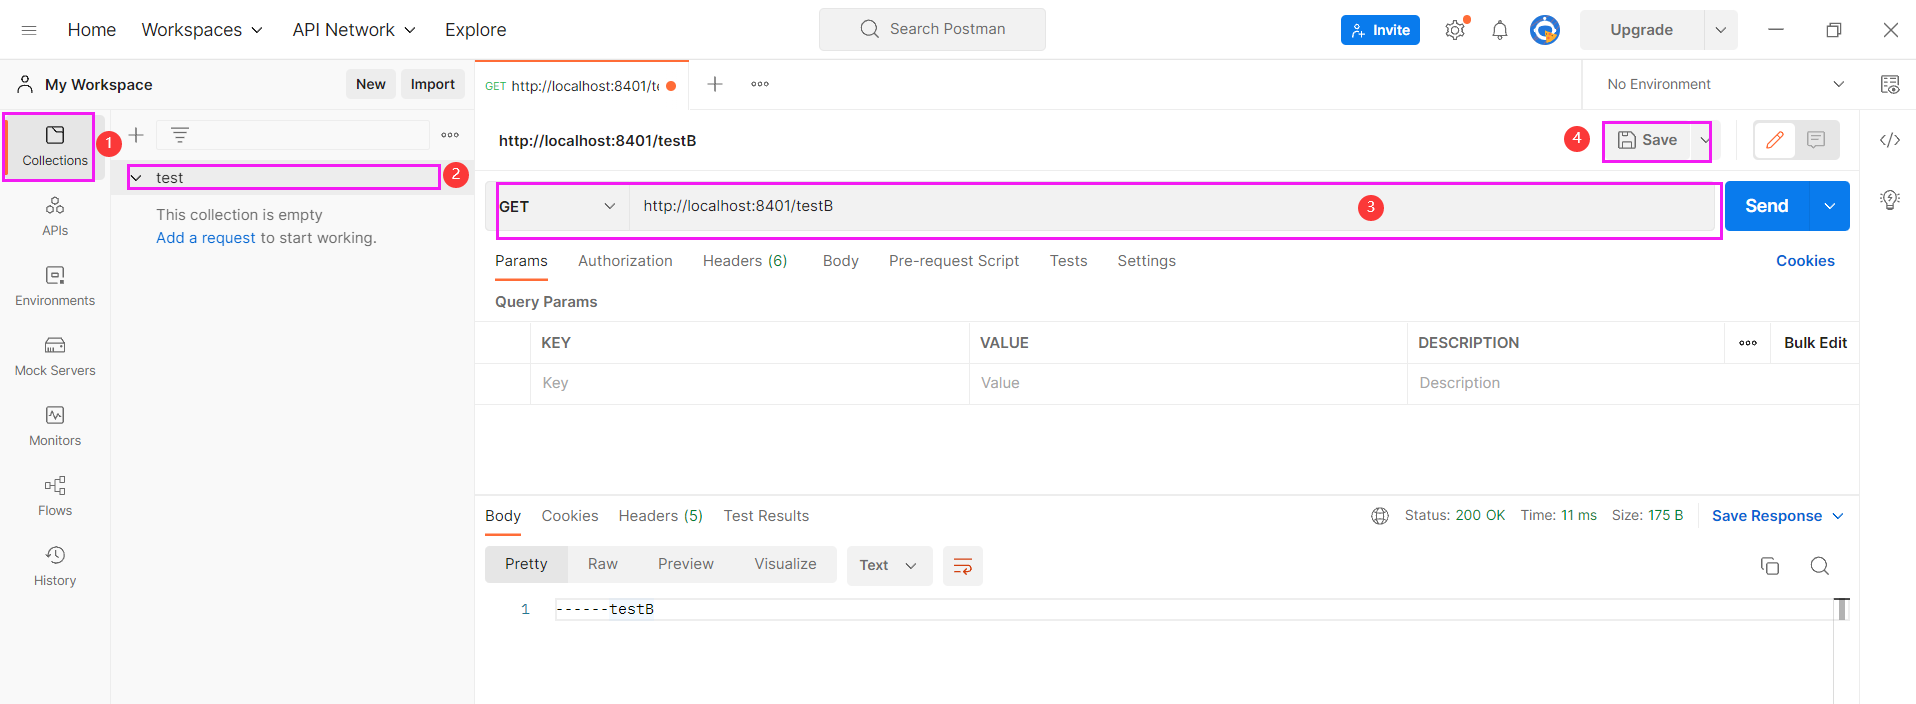 Home Workspaces API Network Explore Search Postman Invite Upgrade
My Workspace New Import GET http://localhost:8401/te No Environment
Collections 1
http://localhost:8401/testB 4 Save
test 2
This collection is empty
Add a request to start working.
APIs
Environments
Mock Servers
Monitors
Flows
History
GET http://localhost:8401/testB 3 Send
Params Authorization Headers (6) Body Pre-request Script Tests Settings Cookies
Query Params
KEY VALUE DESCRIPTION Bulk Edit
Key Value Description
Body Cookies Headers (5) Test Results Status: 200 OK Time: 11 ms Size: 175 B Save Response
Pretty Raw Preview Visualize Text
1 ------testB